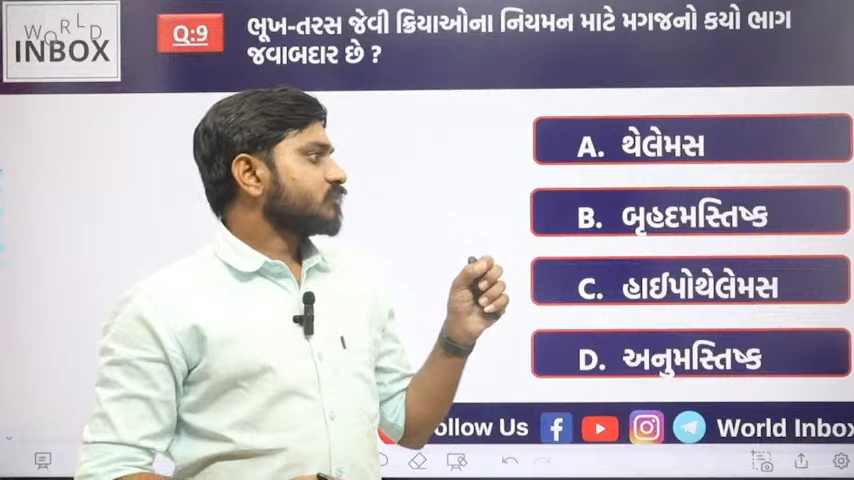 WORLD
INBOX
Q:9
ભૂખ-તરસ જેવી ક્રિયાઓના નિયમન માટે મગજનો કયો ભાગ
જવાબદાર છે ?
A. થેલેમસ
B. બૃહદમસ્તિષ્ક
C. હાઈપોથેલેમસ
D. અનુમસ્તિષ્ક
ollow Us
World Inbox